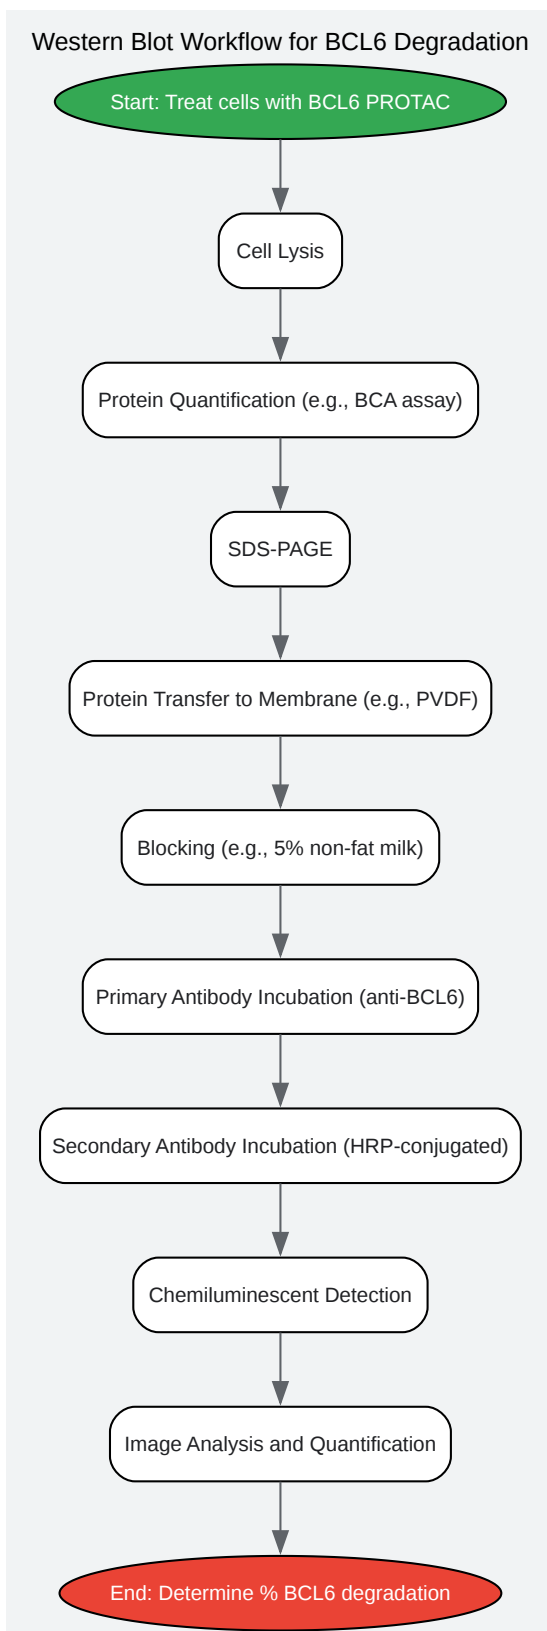 Western Blot Workflow for BCL6 Degradation
Start: Treat cells with BCL6 PROTAC
Cell Lysis
Protein Quantification (e.g., BCA assay)
SDS-PAGE
Protein Transfer to Membrane (e.g., PVDF)
Blocking (e.g., 5% non-fat milk)
Primary Antibody Incubation (anti-BCL6)
Secondary Antibody Incubation (HRP-conjugated)
Chemiluminescent Detection
Image Analysis and Quantification
End: Determine % BCL6 degradation